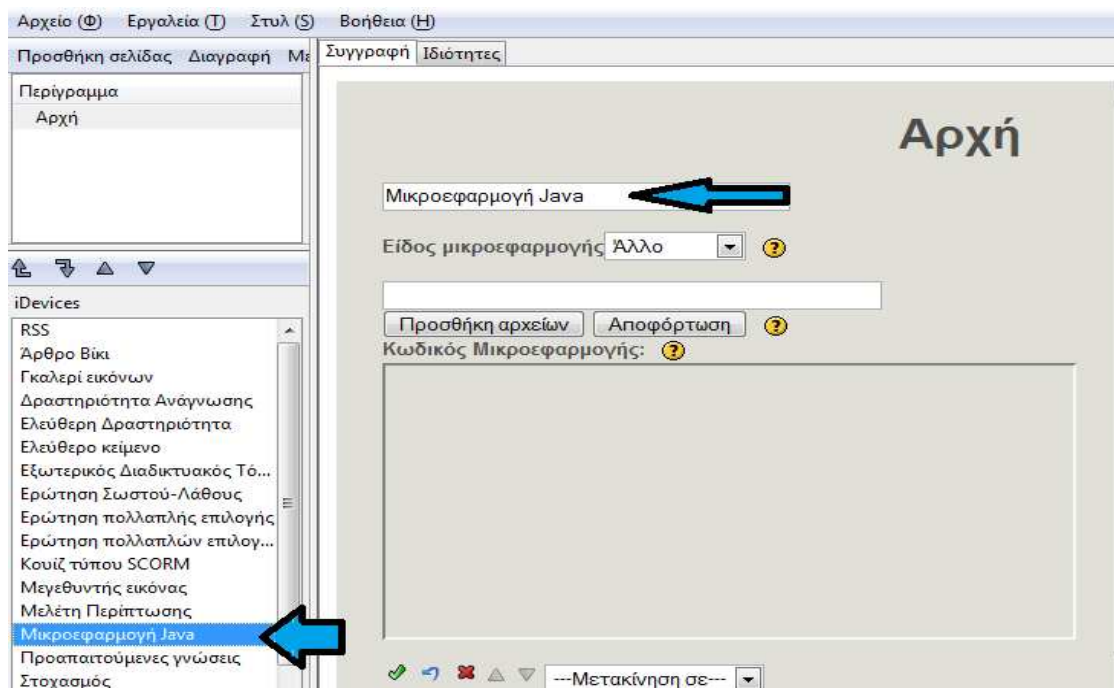 Αρχείο (Φ) Εργαλεία (Τ) Στυλ (S) Βοήθεια (H)
Προσθήκη σελίδας Διαγραφή Με
Συγγραφή Ιδιότητες
Περίγραμμα
Αρχή
Αρχή
Μικροεφαρμογή Java
Είδος μικροεφαρμογής Άλλο ?
Προσθήκη αρχείων Αποφόρτωση ?
Κωδικός Μικροεφαρμογής: ?
iDevices
RSS
Άρθρο Βίκι
Γκαλερί εικόνων
Δραστηριότητα Ανάγνωσης
Ελεύθερη Δραστηριότητα
Ελεύθερο κείμενο
Εξωτερικός Διαδικτυακός Τό...
Ερώτηση Σωστού-Λάθους
Ερώτηση πολλαπλής επιλογής
Ερώτηση πολλαπλών επιλογ...
Κουίζ τύπου SCORM
Μεγεθυντής εικόνας
Μελέτη Περίπτωσης
Μικροεφαρμογή Java
Προαπαιτούμενες γνώσεις
Στοχασμός
---Μετακίνηση σε---